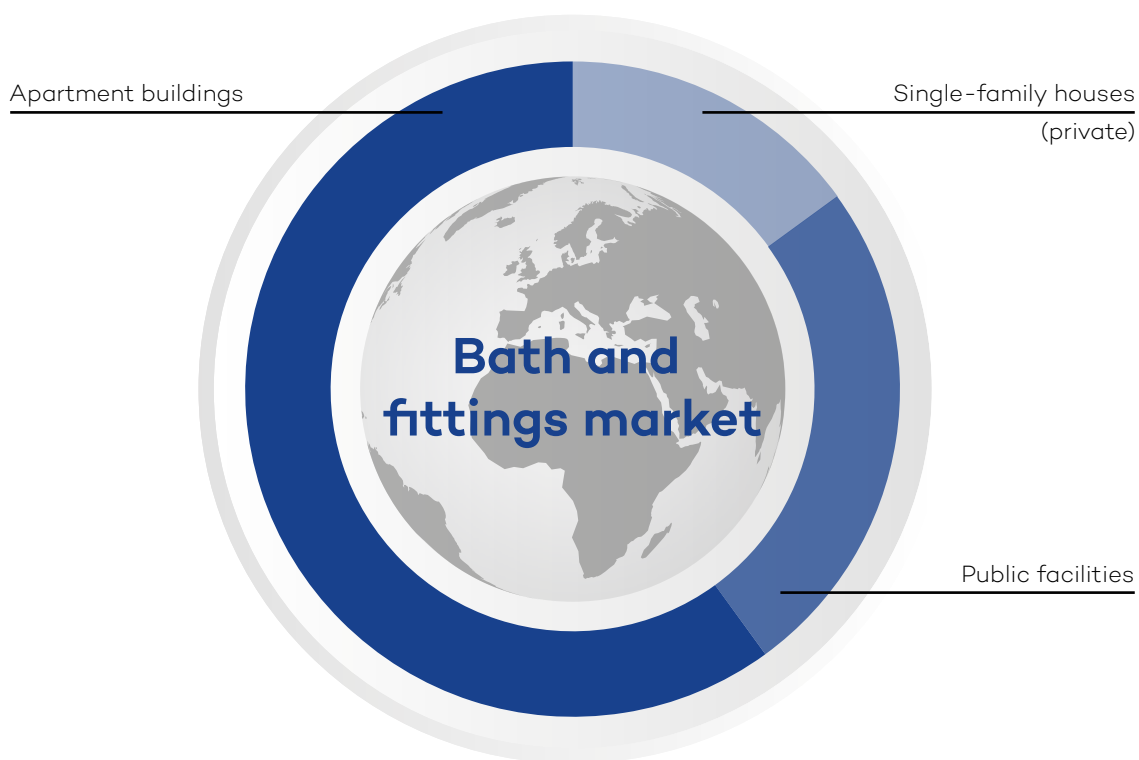 Apartment buildings
Single-family houses
(private)
Bath and
fittings market
Public facilities